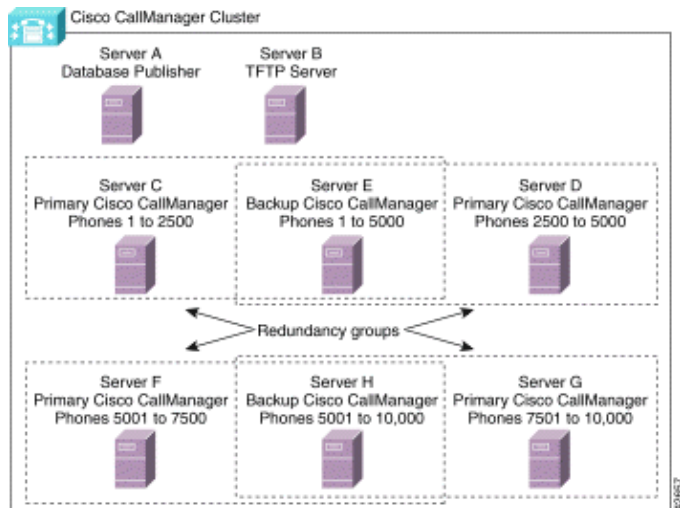 Cisco CallManager Cluster
Server A
Database Publisher
Server B
TFTP Server
Server C
Primary Cisco CallManager
Phones 1 to 2500
Server E
Backup Cisco CallManager
Phones 1 to 5000
Server D
Primary Cisco CallManager
Phones 2500 to 5000
Redundancy groups
Server F
Primary Cisco CallManager
Phones 5001 to 7500
Server H
Backup Cisco CallManager
Phones 5001 to 10,000
Server G
Primary Cisco CallManager
Phones 7501 to 10,000